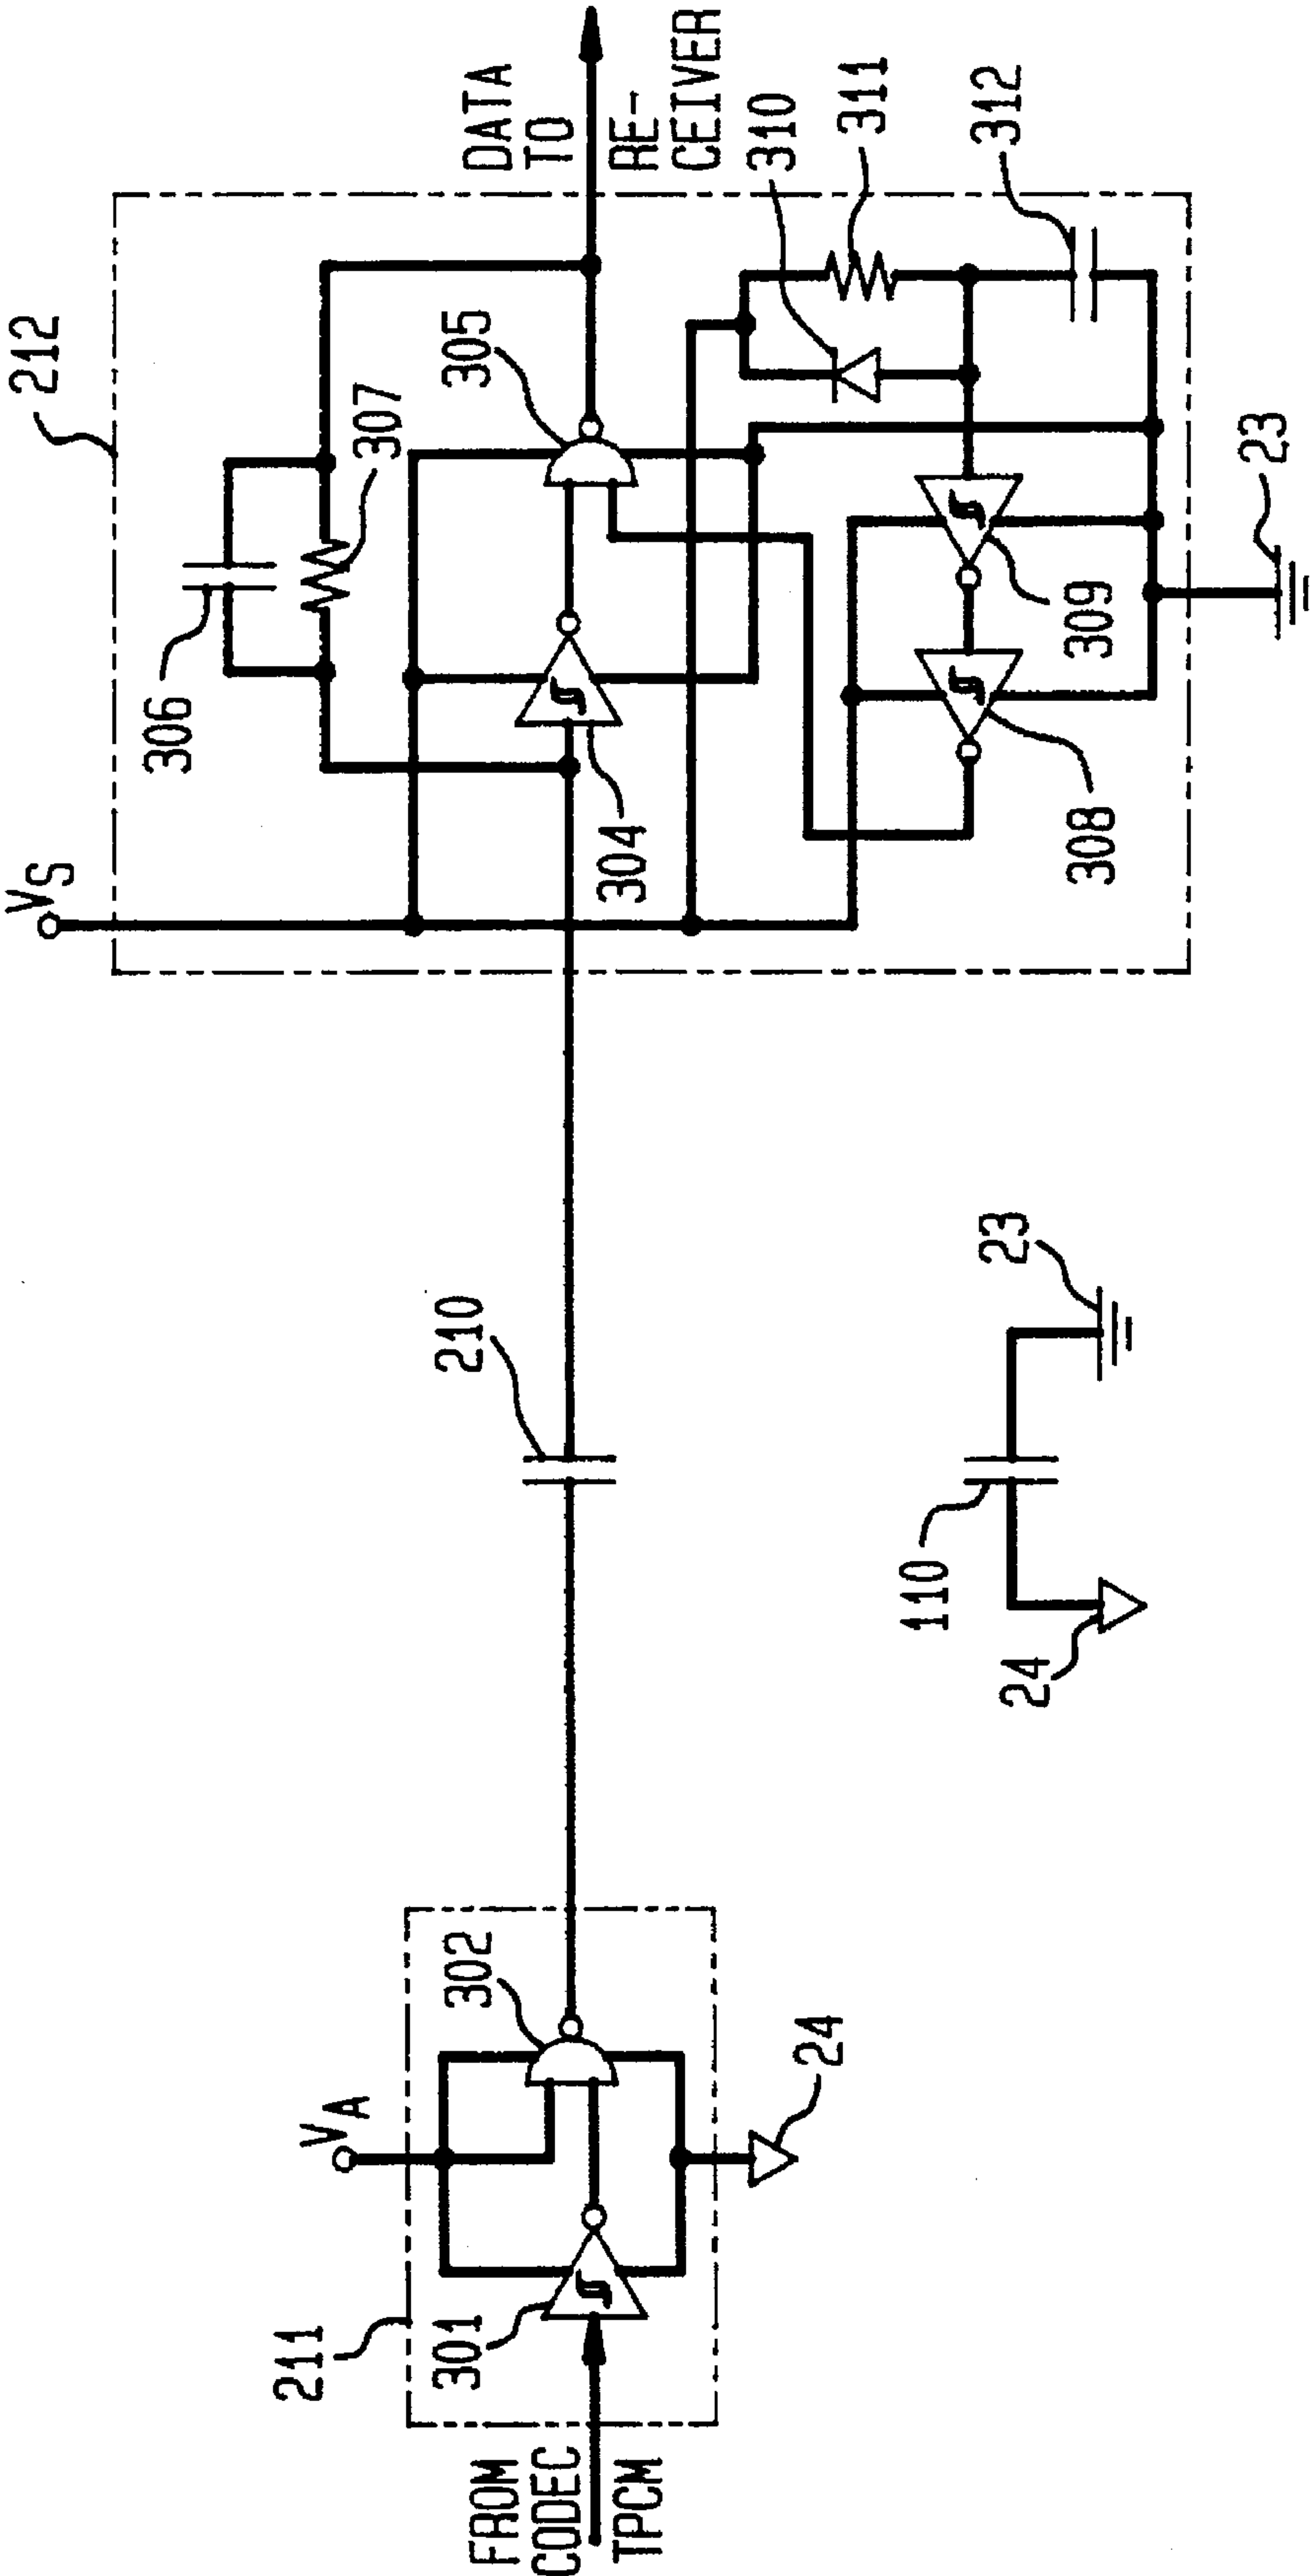 FROM
CODEC
TPCM
211
301
VA
302
24
210
110
24
23
VS
212
306
307
304
305
DATA
TO
RE-
CEIVER
310
311
312
308
309
23